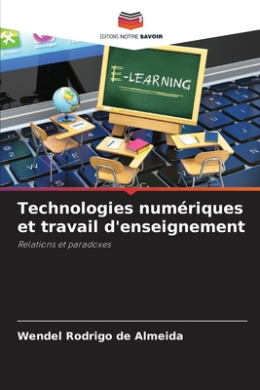 EDITIONS NOTRE SAVOIR
E-LEARNING
Technologies numériques
et travail d'enseignement
Relations et paradoxes
Wendel Rodrigo de Almeida